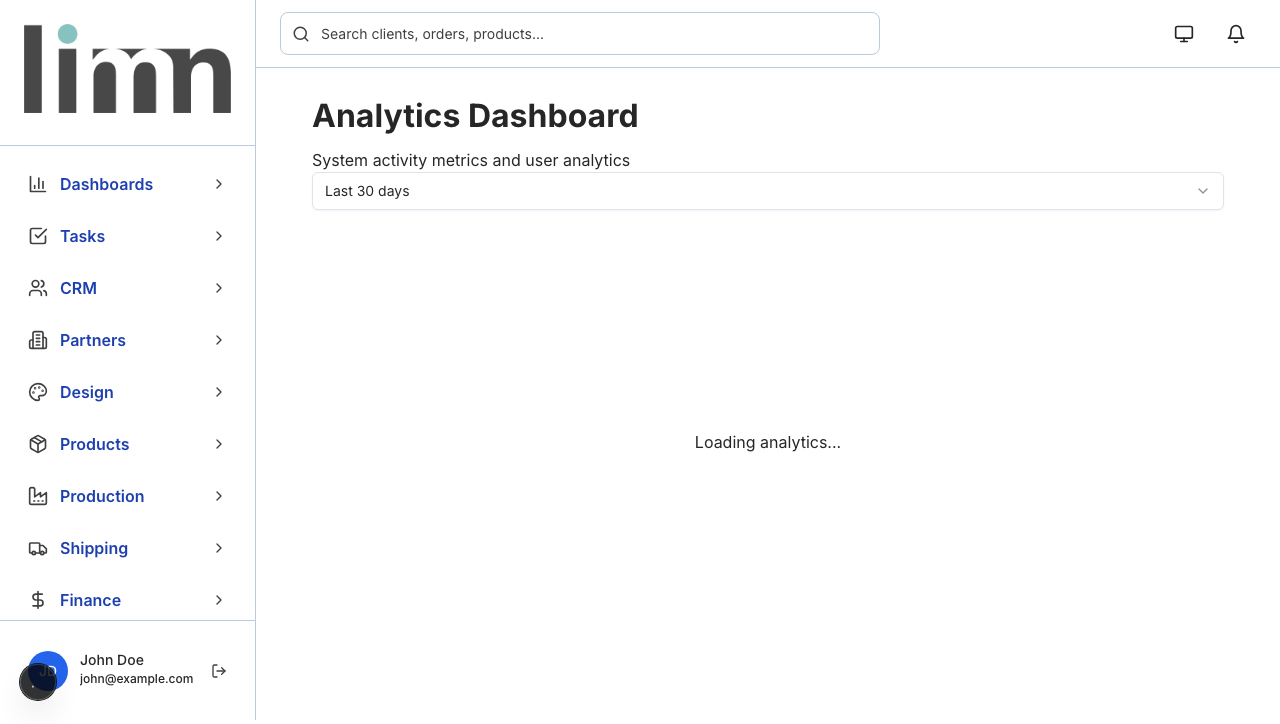 limn
Search clients, orders, products...
Analytics Dashboard
System activity metrics and user analytics
Last 30 days
Dashboards
Tasks
CRM
Partners
Design
Products
Production
Shipping
Finance
Loading analytics...
John Doe
john@example.com